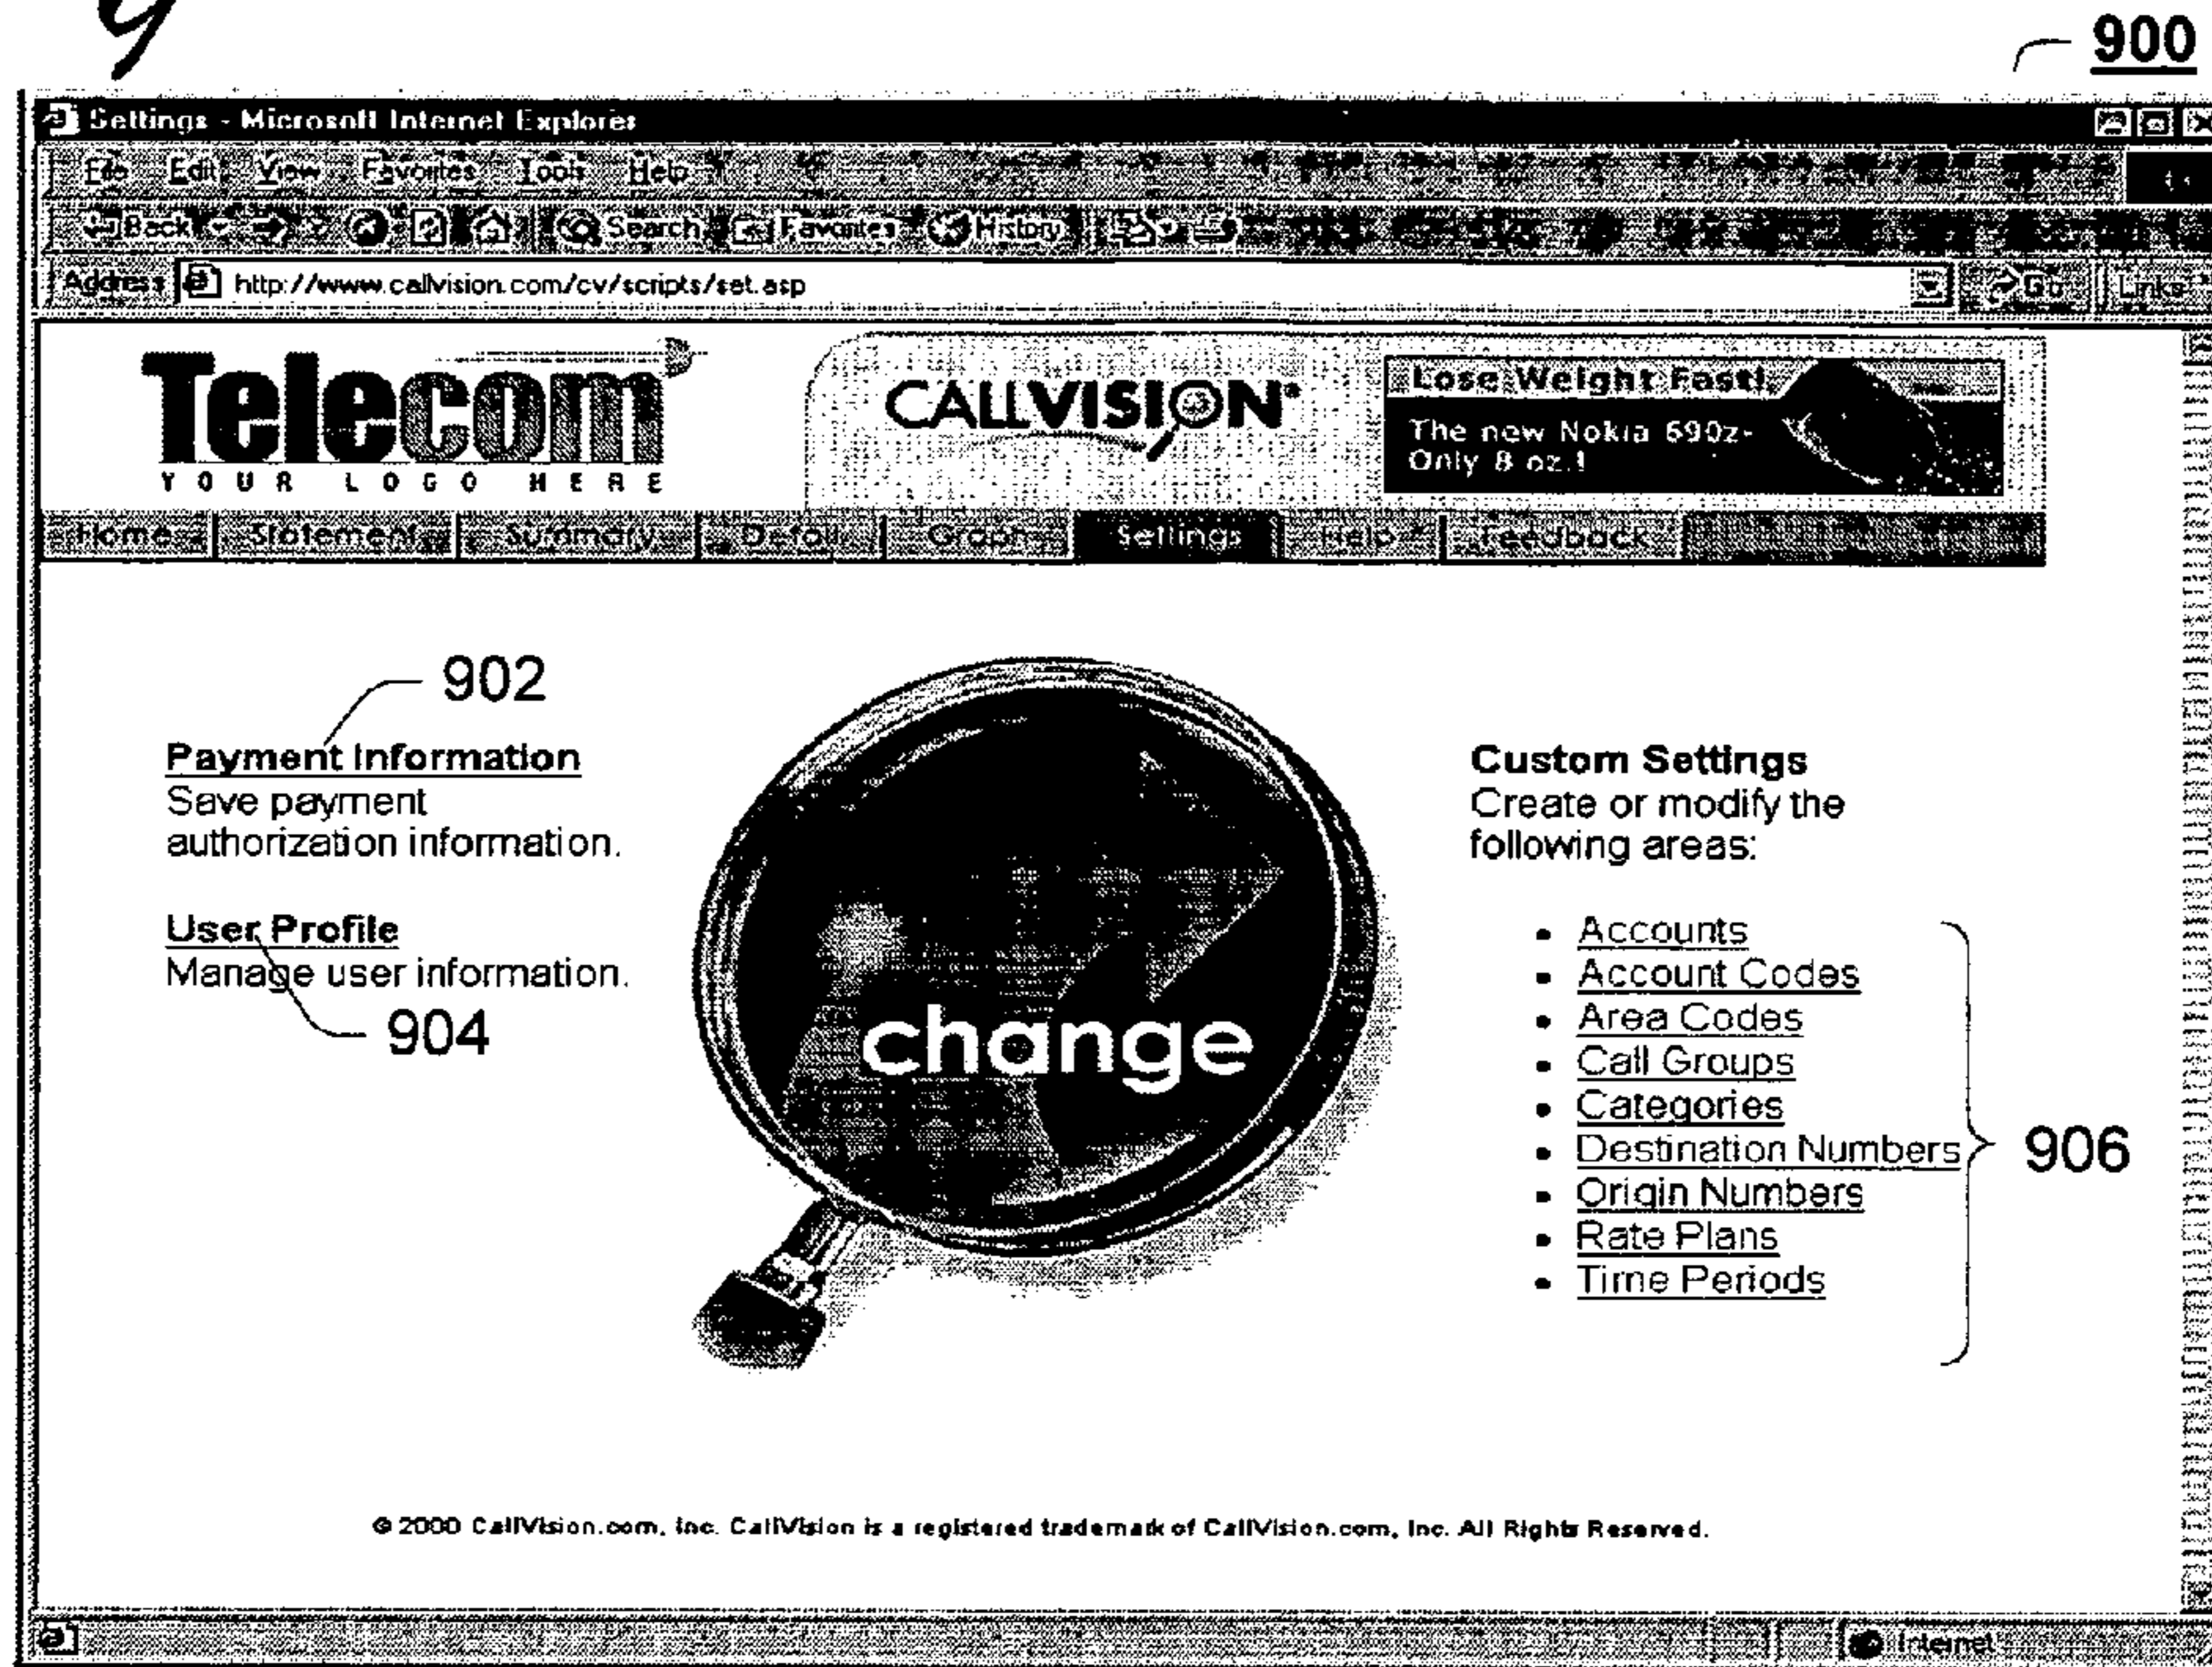 9
900
Settings - Microsoft Internet Explorer
File Edit View Favorites Tools Help
Back Search Favorites History
Address http://www.callvision.com/cv/scripts/set.asp Go Links
Telecom
YOUR LOGO HERE
CALLVISION®
Lose Weight Fast!
The new Nokia 690z-
Only 8 oz.!
Home Statement Summary Detail Graph Settings Help Feedback
902
Payment Information
Save payment
authorization information.
User Profile
Manage user information.
904
change
Custom Settings
Create or modify the
following areas:
• Accounts
• Account Codes
• Area Codes
• Call Groups
• Categories
• Destination Numbers
• Origin Numbers
• Rate Plans
• Time Periods
906
© 2000 CallVision.com, Inc. CallVision is a registered trademark of CallVision.com, Inc. All Rights Reserved.
Internet